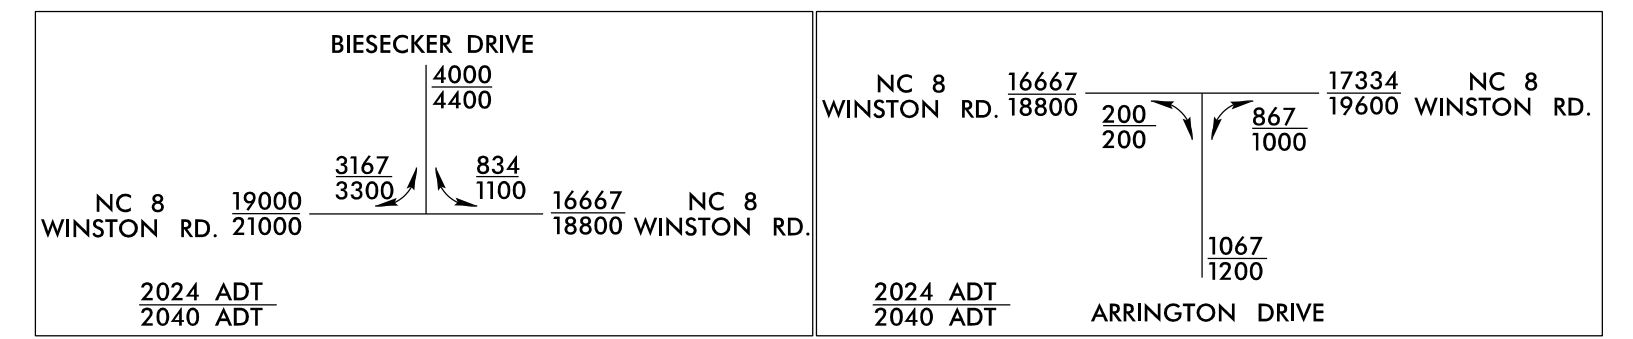 BIESECKER DRIVE
4000
4400
3167
3300
834
1100
NC 8
WINSTON RD.
19000
21000
16667
18800
NC 8
WINSTON RD.
2024 ADT
2040 ADT
NC 8
WINSTON RD.
16667
18800
17334
19600
NC 8
WINSTON RD.
200
200
867
1000
1067
1200
2024 ADT
2040 ADT
ARRINGTON DRIVE